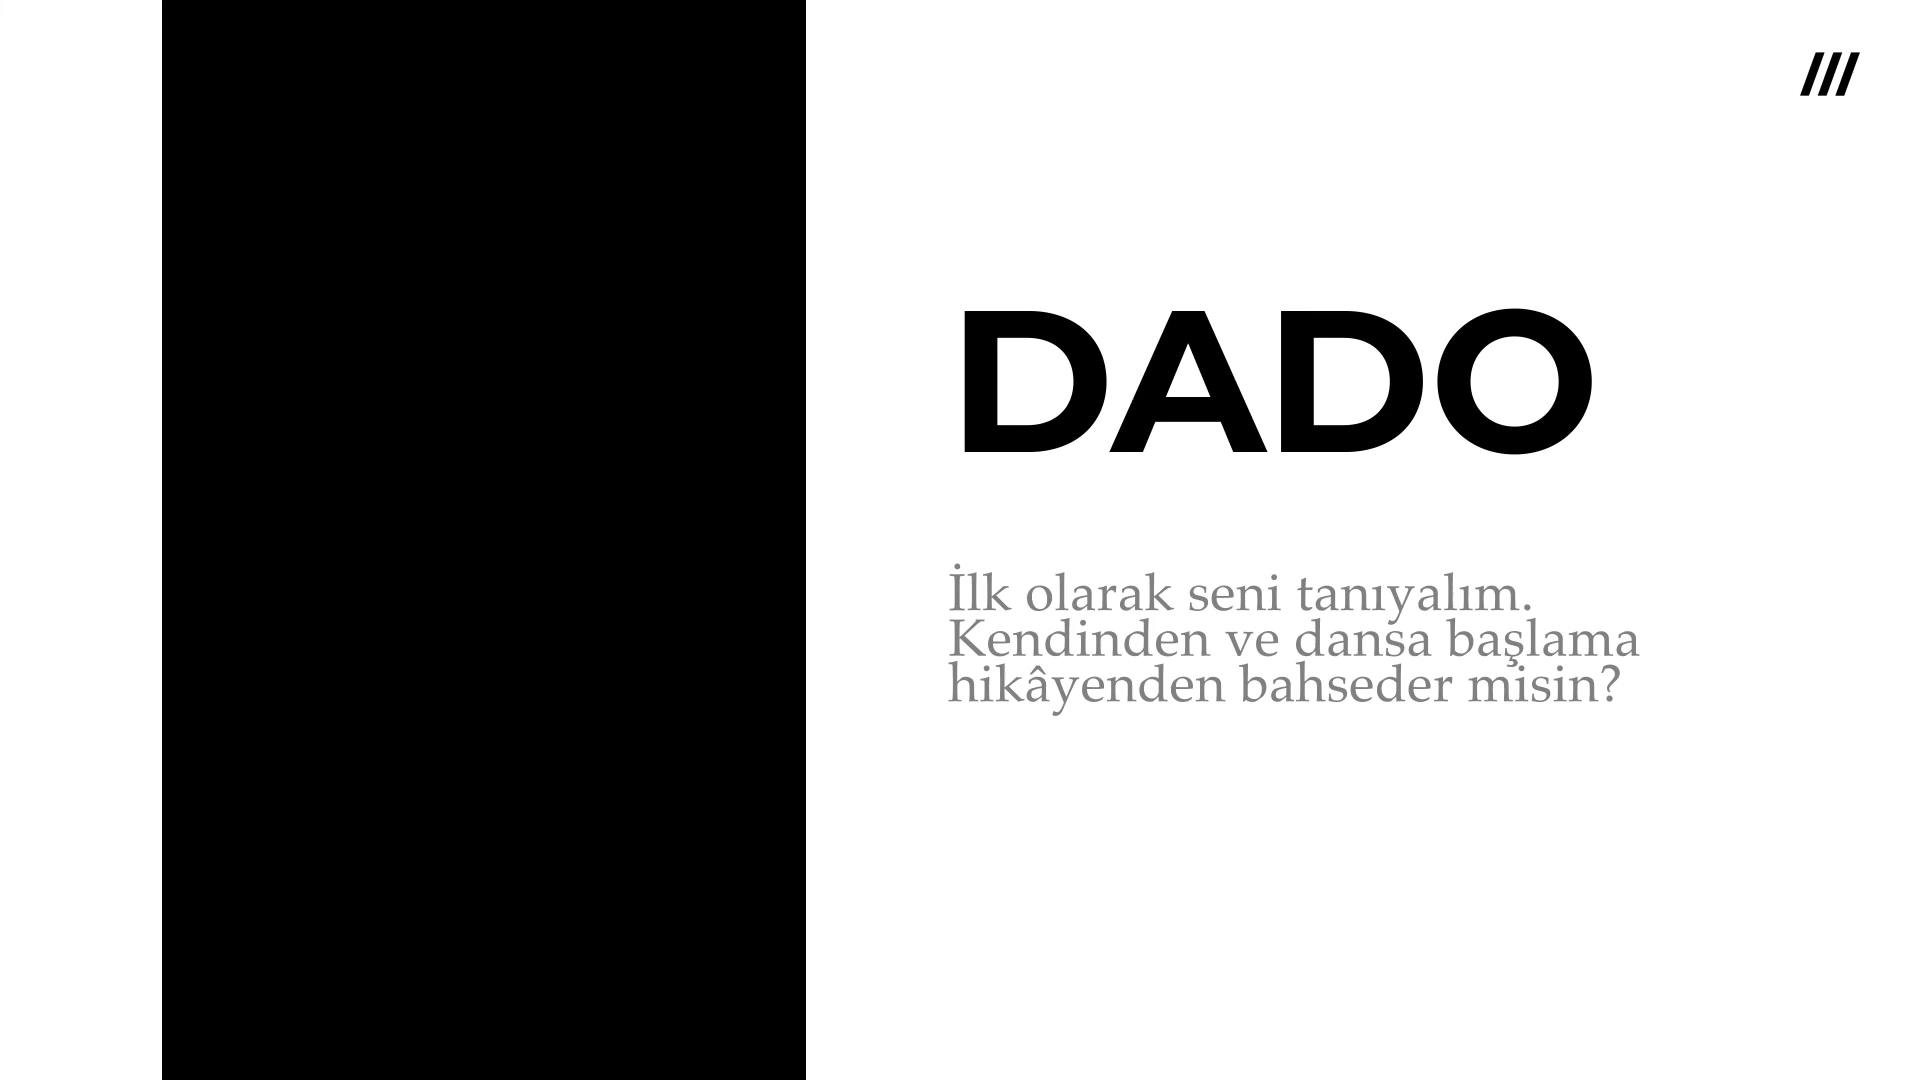 DADO
İlk olarak seni tanıyalım.
Kendinden ve dansa başlama
hikâyenden bahseder misin?